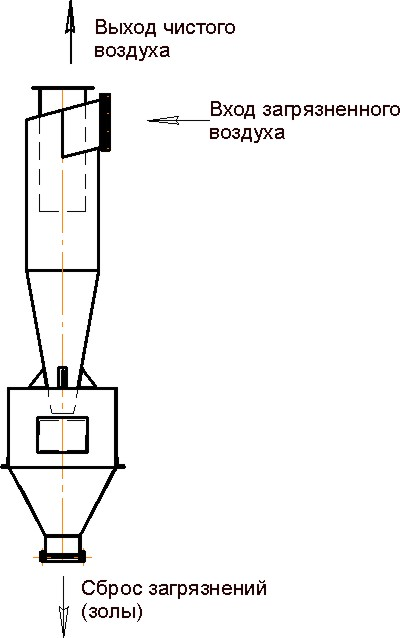 Выход чистого
воздуха
Вход загрязненного
воздуха
Сброс загрязнений
(золы)